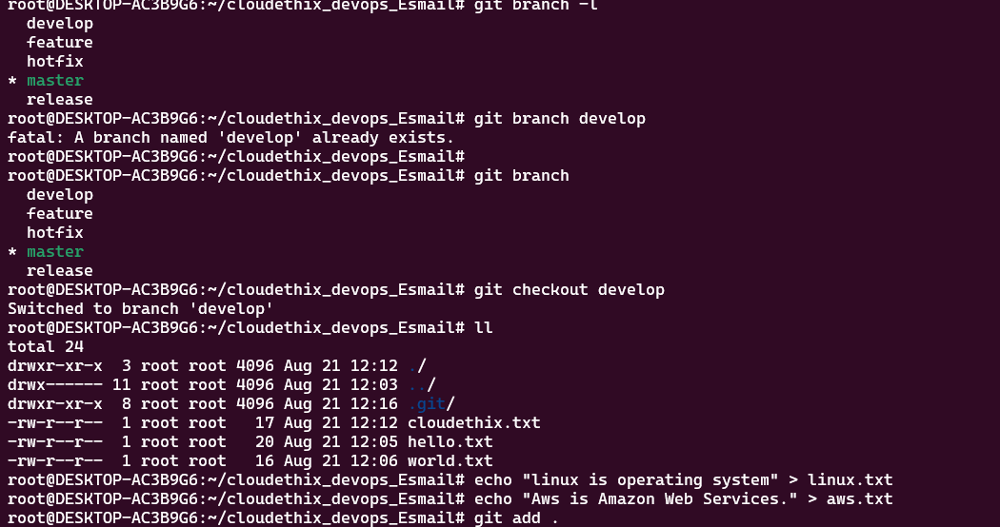 root@DESKTOP-AC3B9G6:~/cloudethix_devops_Esmail# git branch -l
  develop
  feature
  hotfix
* master
  release
root@DESKTOP-AC3B9G6:~/cloudethix_devops_Esmail# git branch develop
fatal: A branch named 'develop' already exists.
root@DESKTOP-AC3B9G6:~/cloudethix_devops_Esmail#
root@DESKTOP-AC3B9G6:~/cloudethix_devops_Esmail# git branch
  develop
  feature
  hotfix
* master
  release
root@DESKTOP-AC3B9G6:~/cloudethix_devops_Esmail# git checkout develop
Switched to branch 'develop'
root@DESKTOP-AC3B9G6:~/cloudethix_devops_Esmail# ll
total 24
drwxr-xr-x  3 root root 4096 Aug 21 12:12 ./
drwx------ 11 root root 4096 Aug 21 12:03 ../
drwxr-xr-x  8 root root 4096 Aug 21 12:16 .git/
-rw-r--r--  1 root root   17 Aug 21 12:12 cloudethix.txt
-rw-r--r--  1 root root   20 Aug 21 12:05 hello.txt
-rw-r--r--  1 root root   16 Aug 21 12:06 world.txt
root@DESKTOP-AC3B9G6:~/cloudethix_devops_Esmail# echo "linux is operating system" > linux.txt
root@DESKTOP-AC3B9G6:~/cloudethix_devops_Esmail# echo "Aws is Amazon Web Services." > aws.txt
root@DESKTOP-AC3B9G6:~/cloudethix_devops_Esmail# git add .